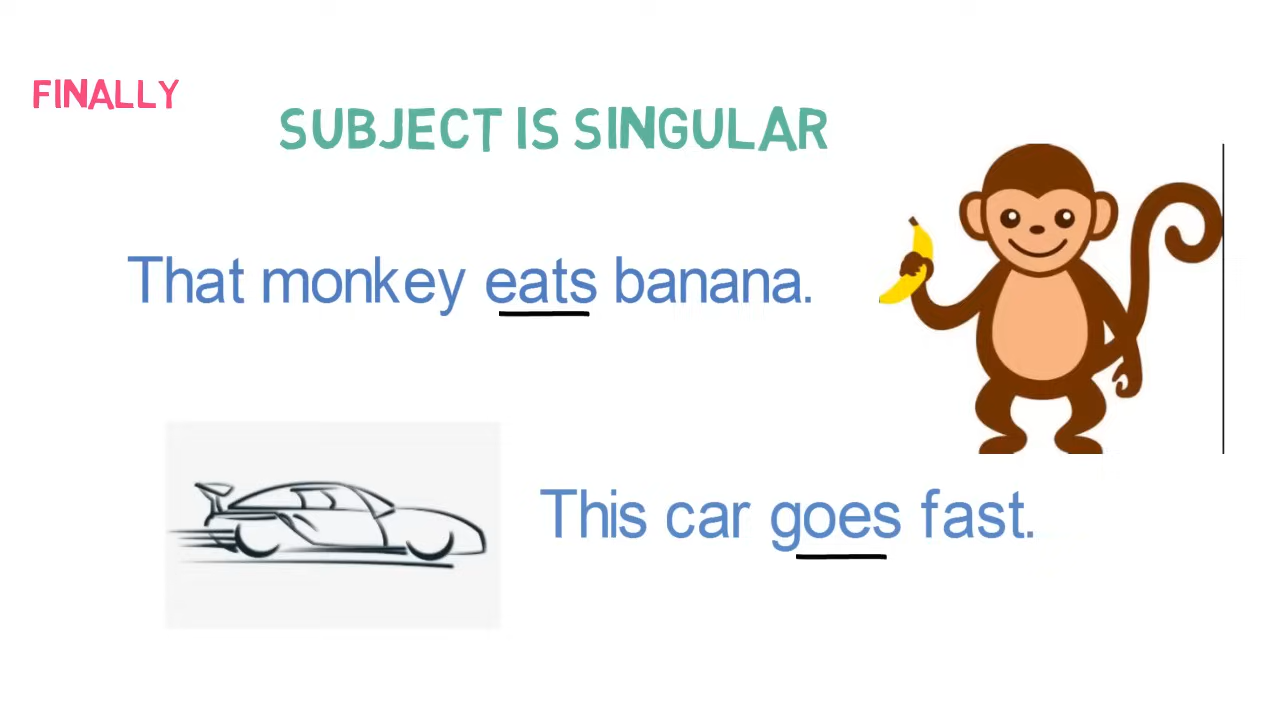 FINALLY
SUBJECT IS SINGULAR
That monkey eats banana.
This car goes fast.